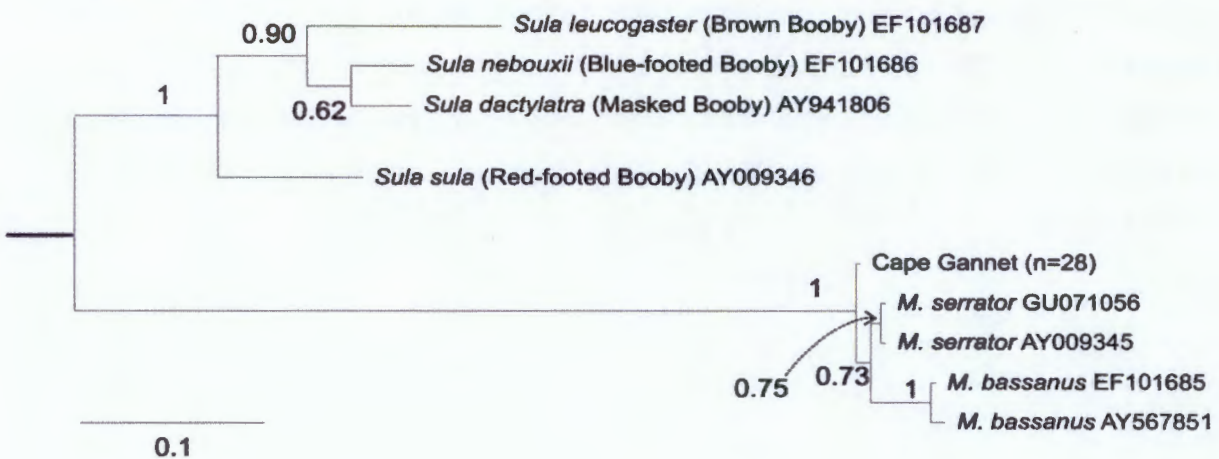 0.90
Sula leucogaster (Brown Booby) EF101687
Sula nebouxii (Blue-footed Booby) EF101686
1
0.62
Sula dactylatra (Masked Booby) AY941806
Sula sula (Red-footed Booby) AY009346
Cape Gannet (n=28)
1
M. serrator GU071056
M. serrator AY009345
0.75
0.73
1
M. bassanus EF101685
M. bassanus AY567851
0.1